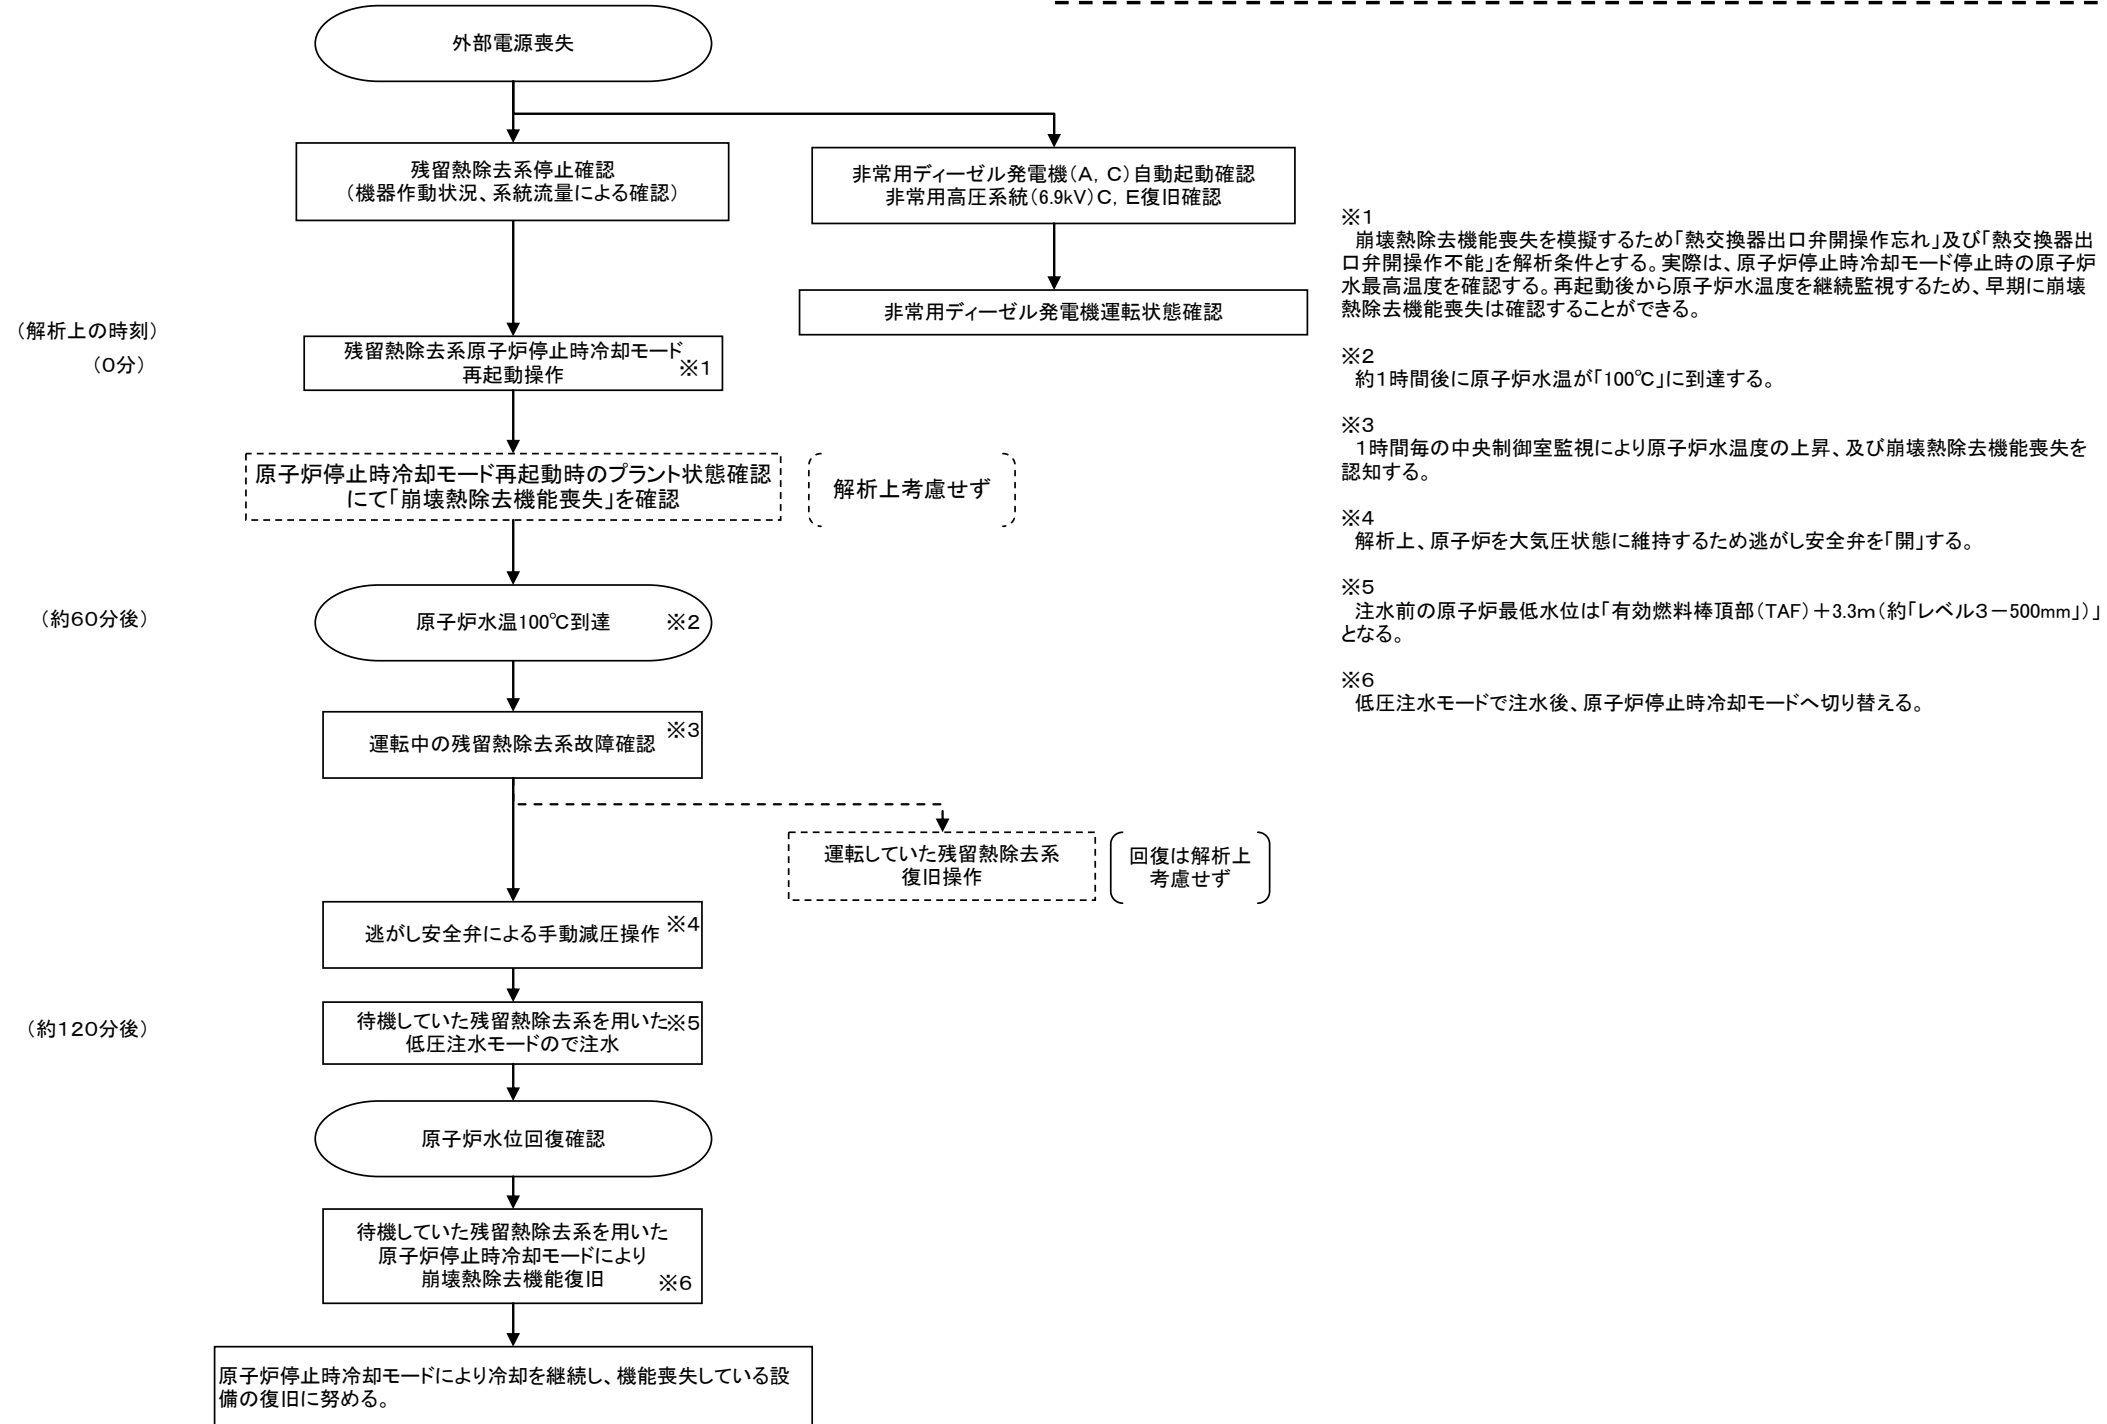 外部電源喪失
残留熱除去系停止確認
（機器作動状況、系統流量による確認）
非常用ディーゼル発電機（A，C）自動起動確認
非常用高圧系統（6.9kV）C，E復旧確認
非常用ディーゼル発電機運転状態確認
（解析上の時刻）
（0分）
残留熱除去系原子炉停止時冷却モード
再起動操作
※1
原子炉停止時冷却モード再起動時のプラント状態確認
にて「崩壊熱除去機能喪失」を確認
解析上考慮せず
（約60分後）
原子炉水温100℃到達 ※2
運転中の残留熱除去系故障確認 ※3
運転していた残留熱除去系
復旧操作
回復は解析上
考慮せず
逃がし安全弁による手動減圧操作 ※4
（約120分後）
待機していた残留熱除去系を用いた ※5
低圧注水モードので注水
原子炉水位回復確認
待機していた残留熱除去系を用いた
原子炉停止時冷却モードにより
崩壊熱除去機能復旧 ※6
原子炉停止時冷却モードにより冷却を継続し、機能喪失している設
備の復旧に努める。
※1
崩壊熱除去機能喪失を模擬するため「熱交換器出口弁開操作忘れ」及び「熱交換器出
口弁開操作不能」を解析条件とする。実際は、原子炉停止時冷却モード停止時の原子炉
水最高温度を確認する。再起動後から原子炉水温度を継続監視するため、早期に崩壊
熱除去機能喪失は確認することができる。
※2
約1時間後に原子炉水温が「100℃」に到達する。
※3
1時間毎の中央制御室監視により原子炉水温度の上昇、及び崩壊熱除去機能喪失を
認知する。
※4
解析上、原子炉を大気圧状態に維持するため逃がし安全弁を「開」する。
※5
注水前の原子炉最低水位は「有効燃料棒頂部（TAF）＋3.3m（約「レベル3－500mm」）」
となる。
※6
低圧注水モードで注水後、原子炉停止時冷却モードへ切り替える。